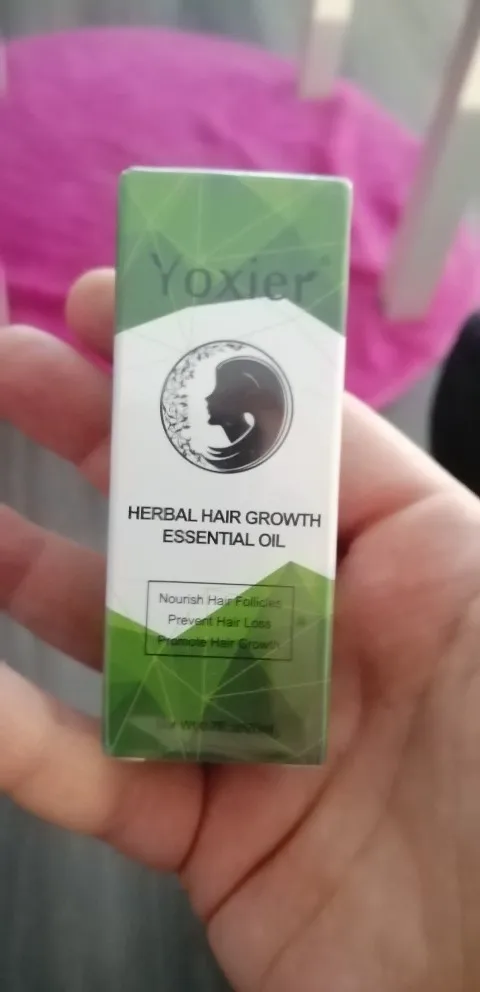 Yoxier
HERBAL HAIR GROWTH
ESSENTIAL OIL
Nourish Hair Follicles
Prevent Hair Loss
Promote Hair Growth